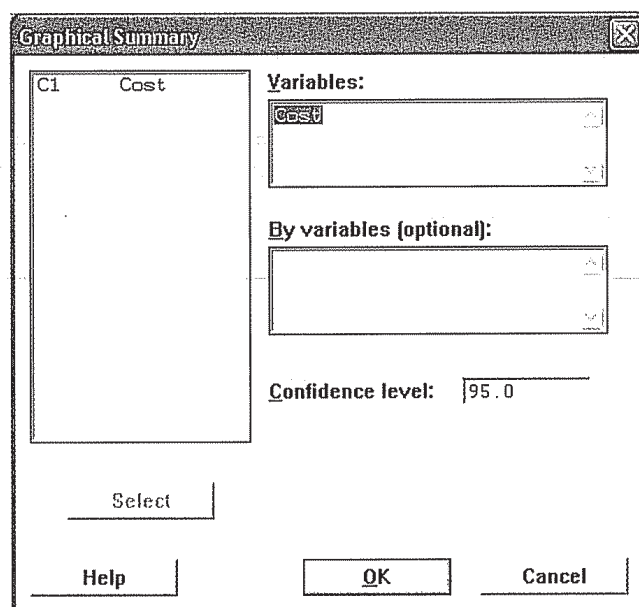 Graphical Summary
C1 Cost
Variables:
Cost
By variables (optional):
Confidence level: 95.0
Select
Help OK Cancel